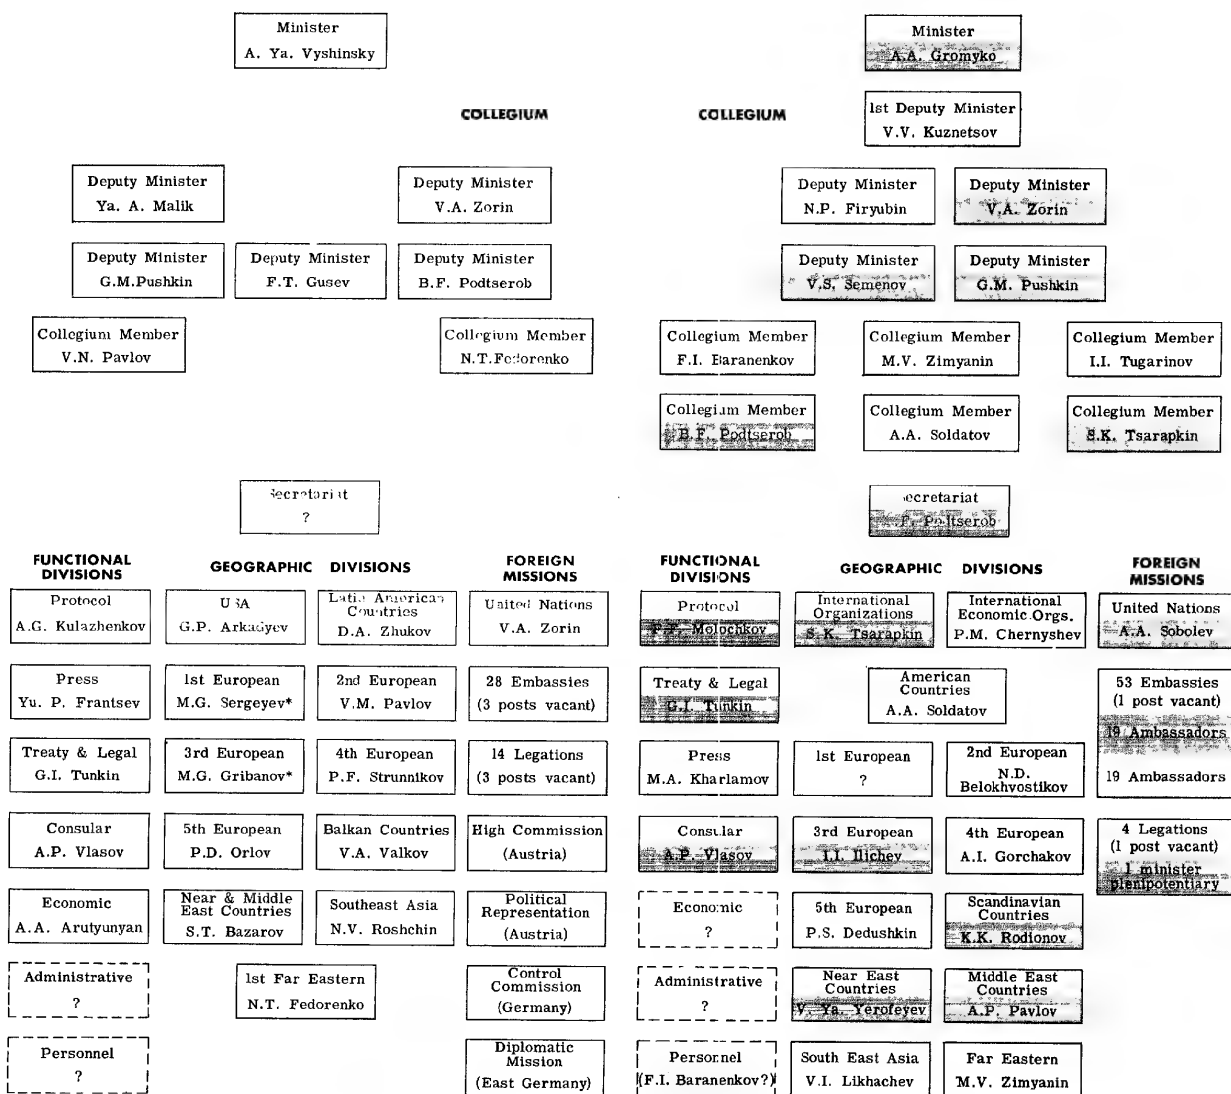 Minister
A. Ya. Vyshinsky
COLLEGIUM
Deputy Minister
Ya. A. Malik
Deputy Minister
V.A. Zorin
Deputy Minister
G.M.Pushkin
Deputy Minister
F.T. Gusev
Deputy Minister
B.F. Podtserob
Collegium Member
V.N. Pavlov
Collegium Member
N.T.Fedorenko
Secretariat
?
FUNCTIONAL
DIVISIONS
GEOGRAPHIC DIVISIONS
FOREIGN
MISSIONS
Protocol
A.G. Kulazhenkov
USA
G.P. Arkadyev
Latin American
Countries
D.A. Zhukov
United Nations
V.A. Zorin
Press
Yu. P. Frantsev
1st European
M.G. Sergeyev*
2nd European
V.M. Pavlov
28 Embassies
(3 posts vacant)
Treaty & Legal
G.I. Tunkin
3rd European
M.G. Gribanov*
4th European
P.F. Strunnikov
14 Legations
(3 posts vacant)
Consular
A.P. Vlasov
5th European
P.D. Orlov
Balkan Countries
V.A. Valkov
High Commission
(Austria)
Economic
A.A. Arutyunyan
Near & Middle
East Countries
S.T. Bazarov
Southeast Asia
N.V. Roshchin
Political
Representation
(Austria)
Administrative
?
1st Far Eastern
N.T. Fedorenko
Control
Commission
(Germany)
Personnel
?
Diplomatic
Mission
(East Germany)
Minister
A.A. Gromyko
COLLEGIUM
1st Deputy Minister
V.V. Kuznetsov
Deputy Minister
N.P. Firyubin
Deputy Minister
V.A. Zorin
Deputy Minister
V.S. Semenov
Deputy Minister
G.M. Pushkin
Collegium Member
F.I. Baranenkov
Collegium Member
M.V. Zimyanin
Collegium Member
I.I. Tugarinov
Collegium Member
B.F. Podtserob
Collegium Member
A.A. Soldatov
Collegium Member
S.K. Tsarapkin
Secretariat
B.F. Podtserob
FUNCTIONAL
DIVISIONS
GEOGRAPHIC DIVISIONS
FOREIGN
MISSIONS
Protocol
F.F. Molochkov
International
Organizations
S.K. Tsarapkin
International
Economic Orgs.
P.M. Chernyshev
United Nations
A.A. Sobolev
Treaty & Legal
G.I. Tunkin
American
Countries
A.A. Soldatov
53 Embassies
(1 post vacant)
19 Ambassadors
19 Ambassadors
Press
M.A. Kharlamov
1st European
?
2nd European
N.D.
Belokhvostikov
Consular
A.P. Vlasov
3rd European
I.I. Ilichev
4th European
A.I. Gorchakov
4 Legations
(1 post vacant)
1 minister
plenipotentiary
Economic
?
5th European
P.S. Dedushkin
Scandinavian
Countries
K.K. Rodionov
Administrative
?
Near East
Countries
V. Ya. Yerofeyev
Middle East
Countries
A.P. Pavlov
Personnel
(F.I. Baranenkov?)
South East Asia
V.I. Likhachev
Far Eastern
M.V. Zimyanin